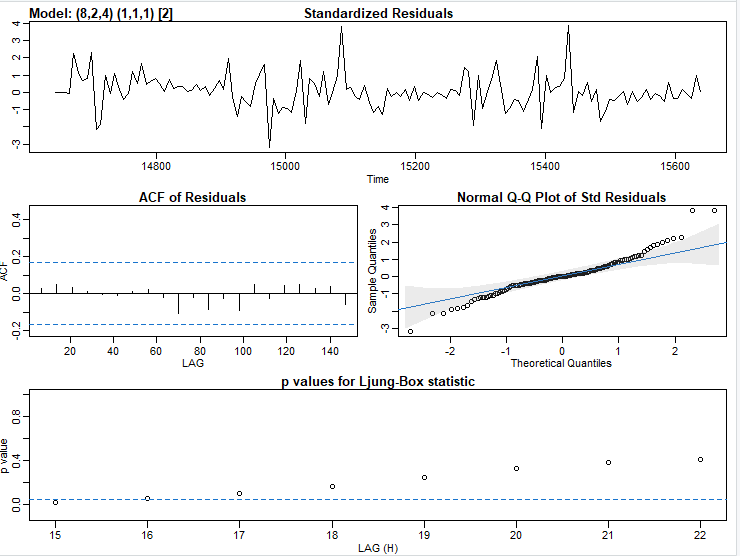 Model: (8,2,4) (1,1,1) [2] Standardized Residuals
4
3
2
1
0
-1
-3
14800 15000 15200 15400 15600
Time
ACF of Residuals
ACF
0.4
0.2
0.0
-0.2
20 40 60 80 100 120 140
LAG
Normal Q-Q Plot of Std Residuals
Sample Quantiles
4
3
2
1
0
-1
-3
-2 -1 0 1 2
Theoretical Quantiles
p values for Ljung-Box statistic
p value
0.8
0.4
0.0
15 16 17 18 19 20 21 22
LAG (H)